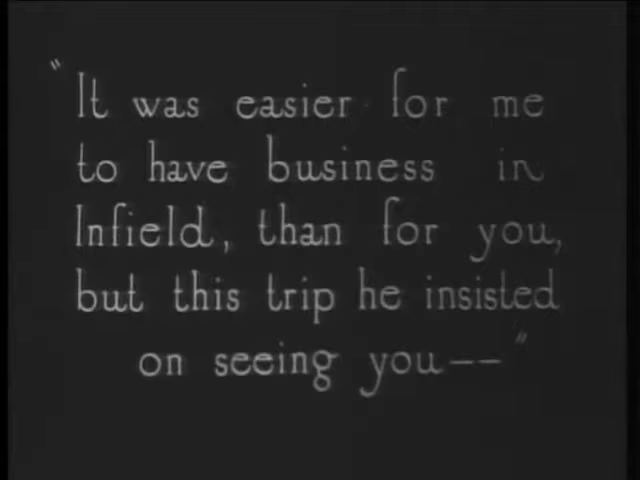 "It was easier for me
to have business in
Infield, than for you,
but this trip he insisted
on seeing you--"